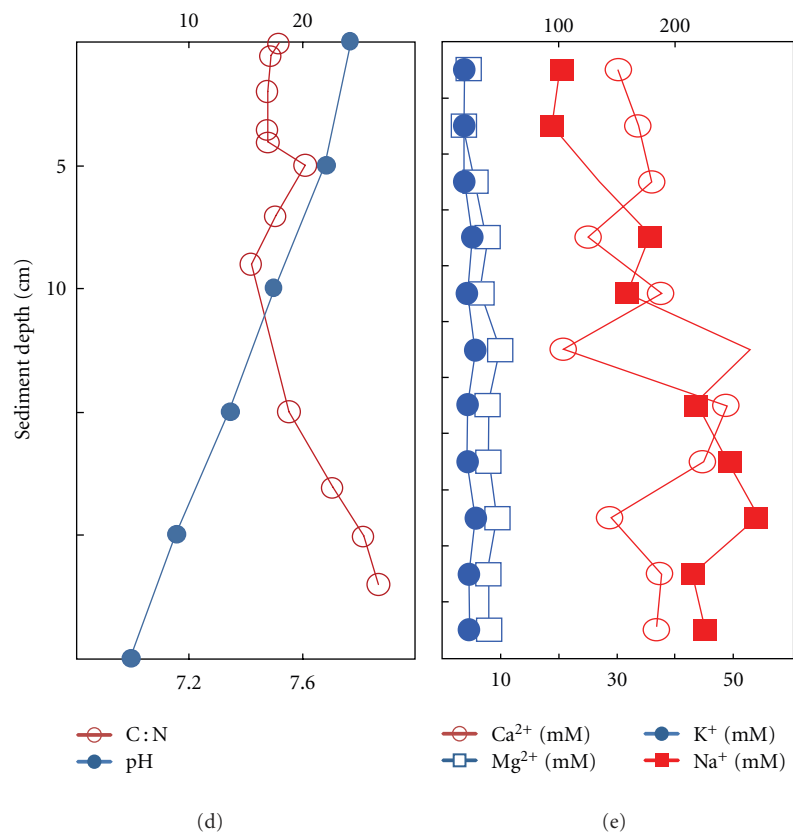 10 20
100 200
5
10
Sediment depth (cm)
7.2 7.6
10 30 50
C : N
pH
Ca²⁺ (mM)
Mg²⁺ (mM)
K⁺ (mM)
Na⁺ (mM)
(d)
(e)